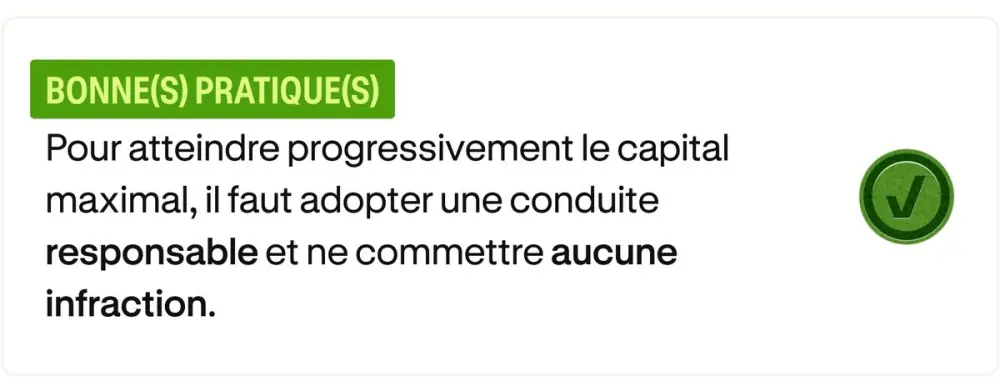 BONNE(S) PRATIQUE(S)
Pour atteindre progressivement le capital
maximal, il faut adopter une conduite
responsable et ne commettre aucune
infraction.